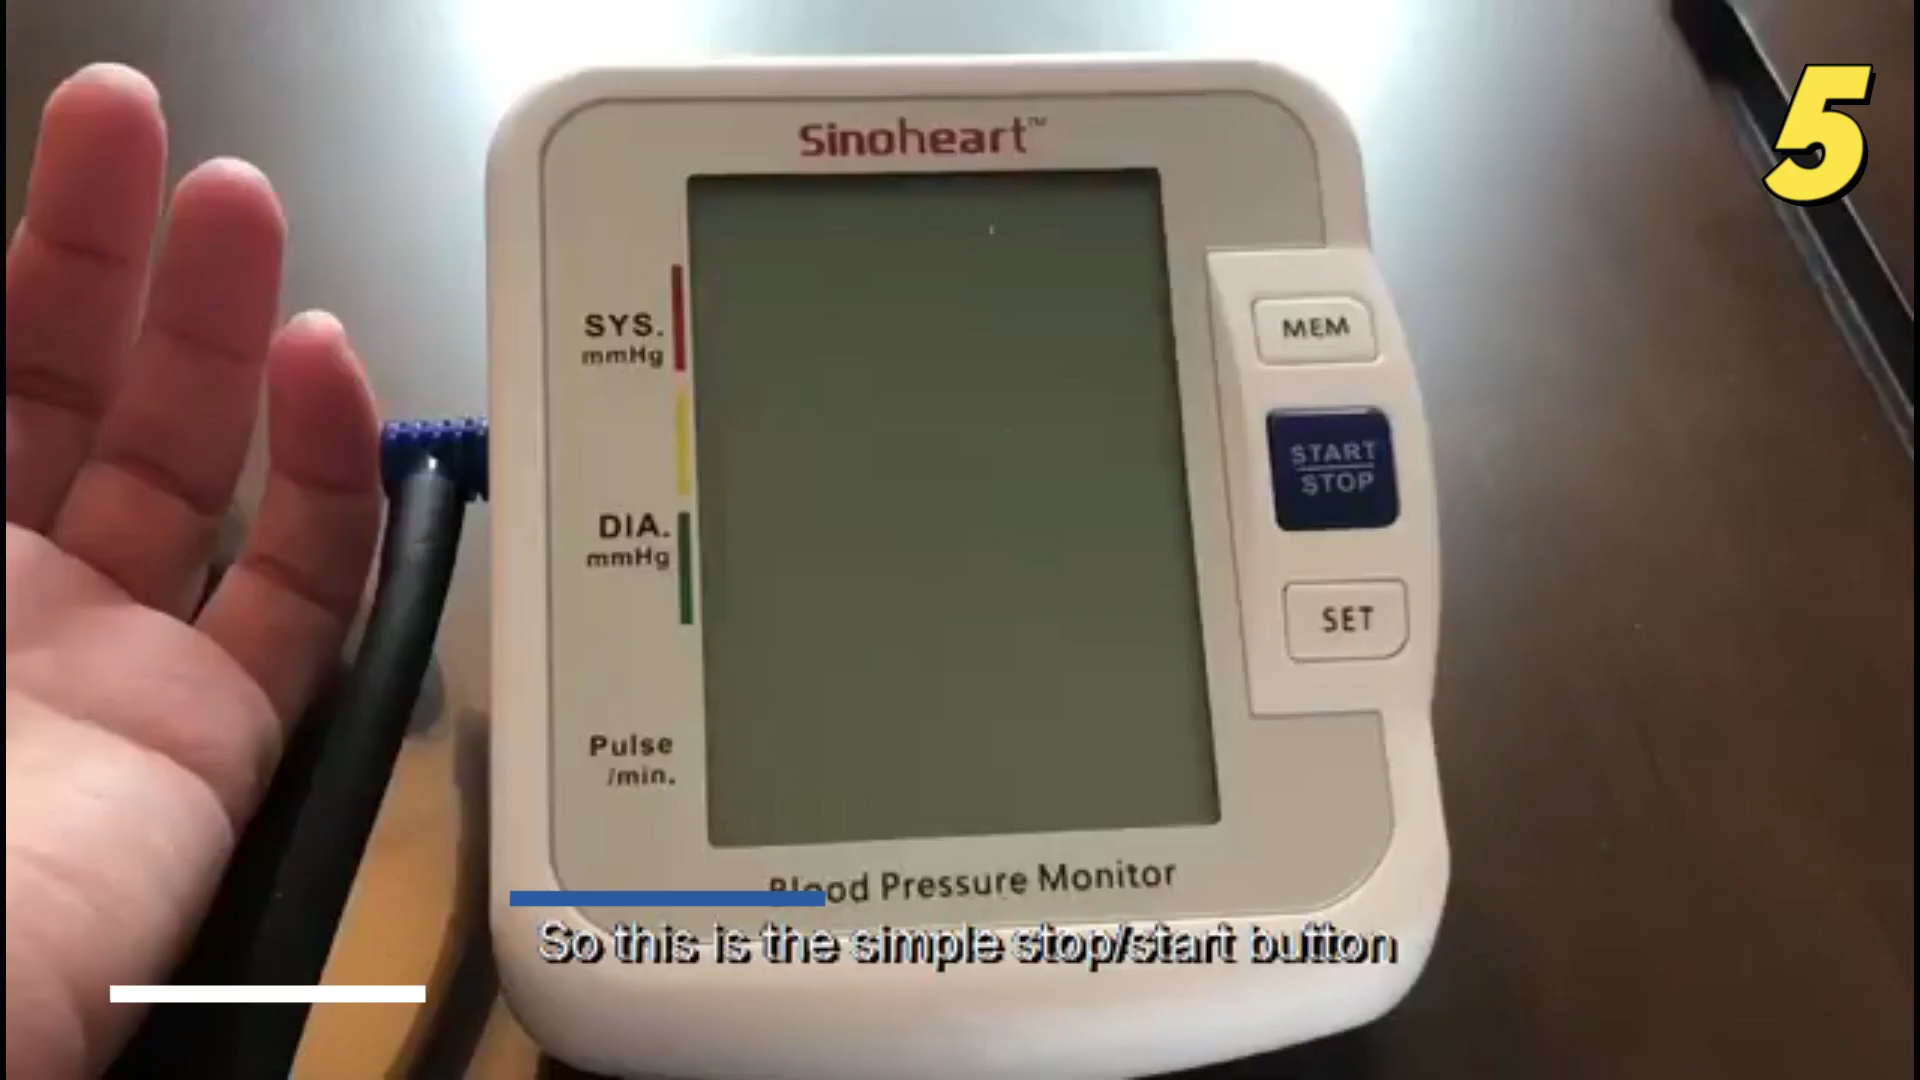 5
Sinoheart™
SYS.
mmHg
MEM
START
STOP
DIA.
mmHg
SET
Pulse
/min.
Blood Pressure Monitor
So this is the simple stop/start button